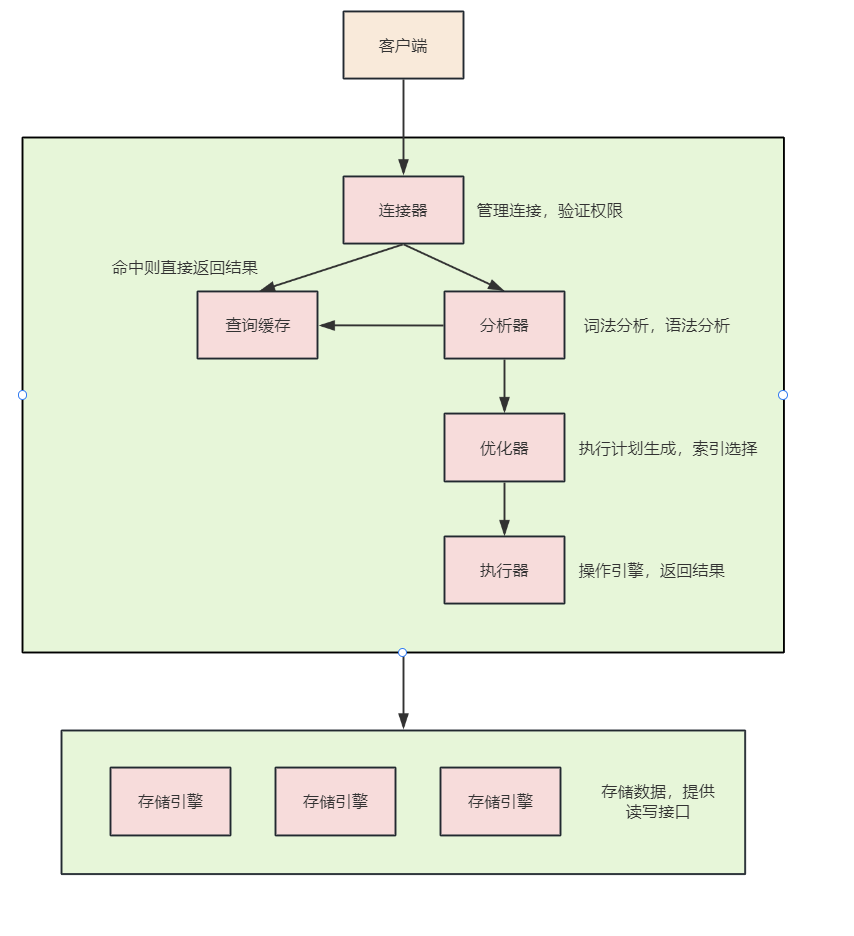 客户端
连接器
管理连接，验证权限
命中则直接返回结果
查询缓存
分析器
词法分析，语法分析
优化器
执行计划生成，索引选择
执行器
操作引擎，返回结果
存储引擎
存储引擎
存储引擎
存储数据，提供
读写接口